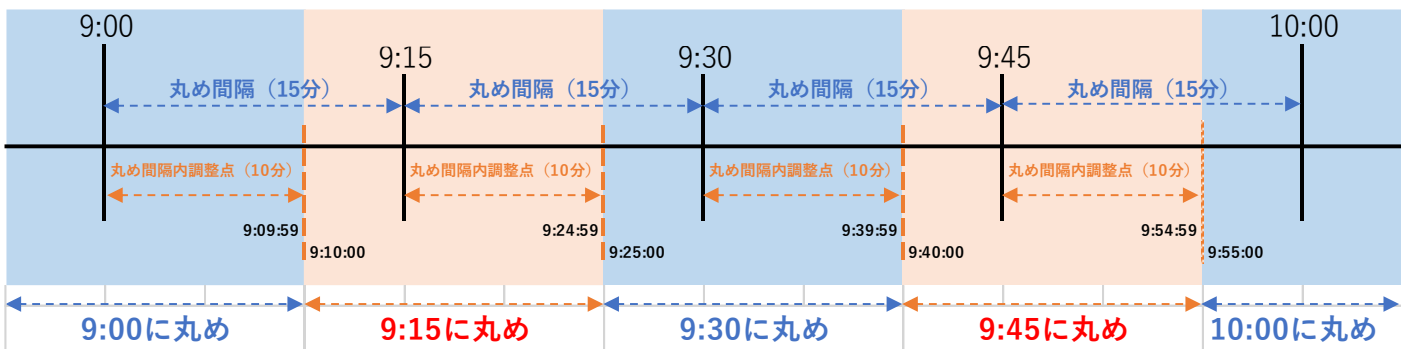 9:00
9:15
9:30
9:45
10:00
丸め間隔（15分）
丸め間隔（15分）
丸め間隔（15分）
丸め間隔（15分）
丸め間隔内調整点（10分）
丸め間隔内調整点（10分）
丸め間隔内調整点（10分）
丸め間隔内調整点（10分）
9:09:59
9:10:00
9:24:59
9:25:00
9:39:59
9:40:00
9:54:59
9:55:00
9:00に丸め
9:15に丸め
9:30に丸め
9:45に丸め
10:00に丸め